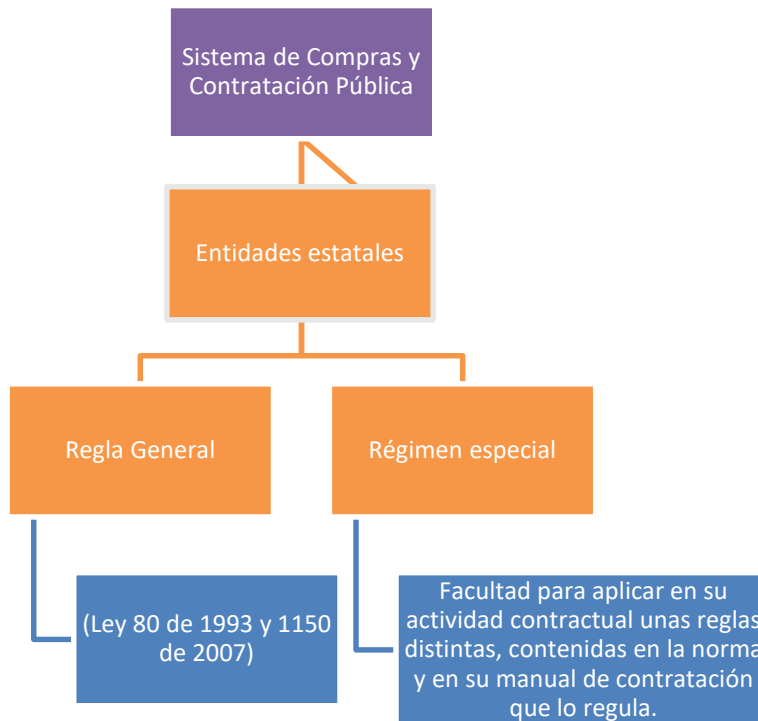 Sistema de Compras y
Contratación Pública
Entidades estatales
Regla General
Régimen especial
(Ley 80 de 1993 y 1150
de 2007)
Facultad para aplicar en su
actividad contractual unas reglas
distintas, contenidas en la norma
y en su manual de contratación
que lo regula.